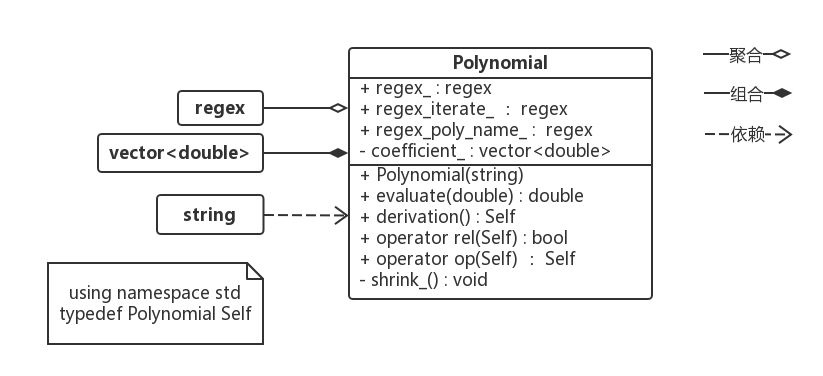 Polynomial
+ regex_ : regex
+ regex_iterate_ : regex
+ regex_poly_name_ : regex
- coefficient_ : vector<double>
+ Polynomial(string)
+ evaluate(double) : double
+ derivation() : Self
+ operator rel(Self) : bool
+ operator op(Self) : Self
- shrink_() : void
regex
vector<double>
string
using namespace std
typedef Polynomial Self
聚合
组合
依赖